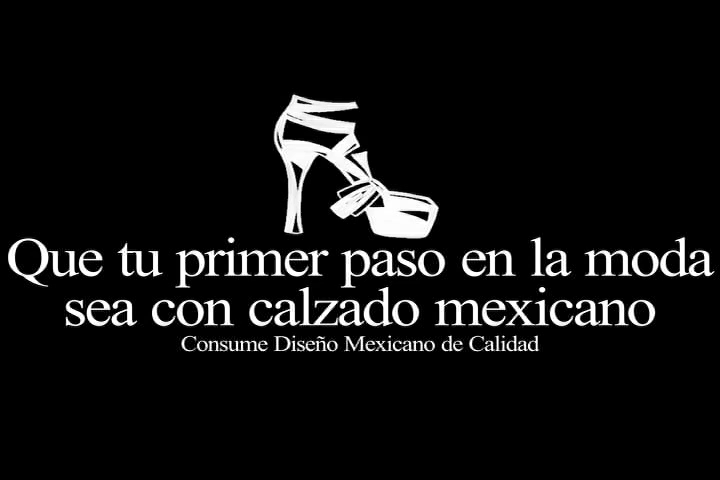 Que tu primer paso en la moda
sea con calzado mexicano
Consume Diseño Mexicano de Calidad